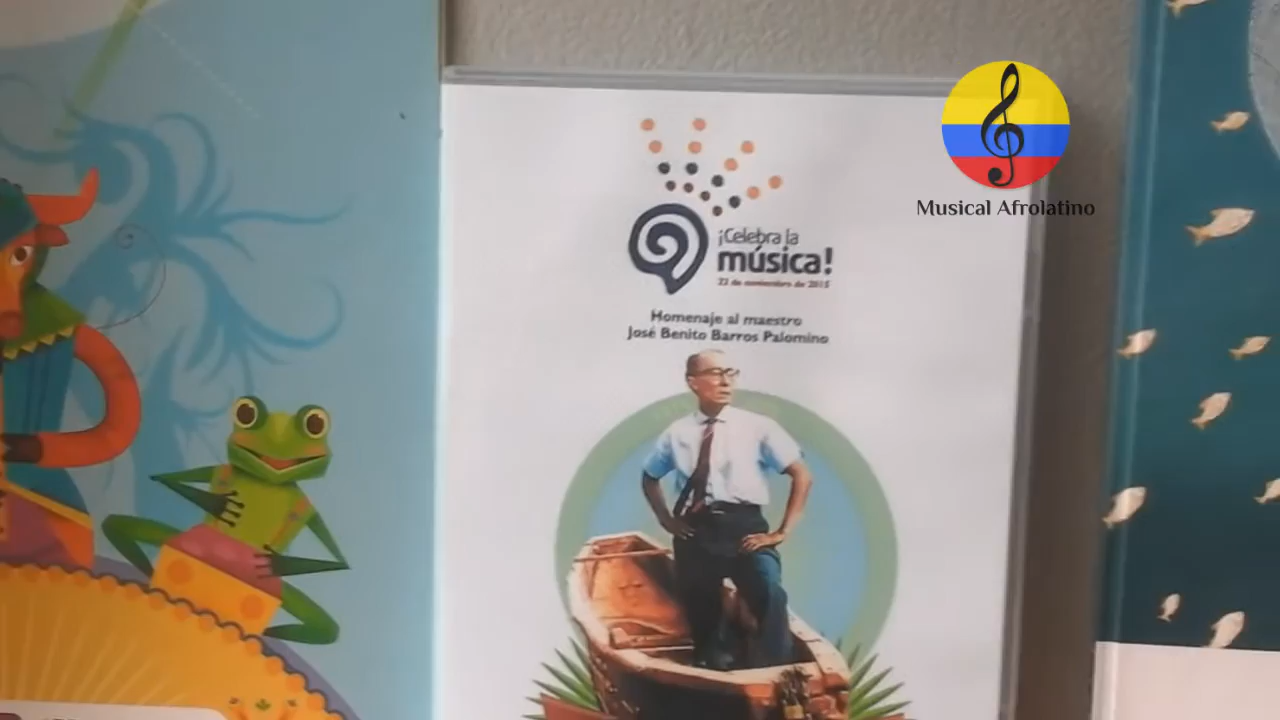 ¡Celebra la
música!
22 de noviembre de 2015
Homenaje al maestro
José Benito Barros Palomino
Musical Afrolatino